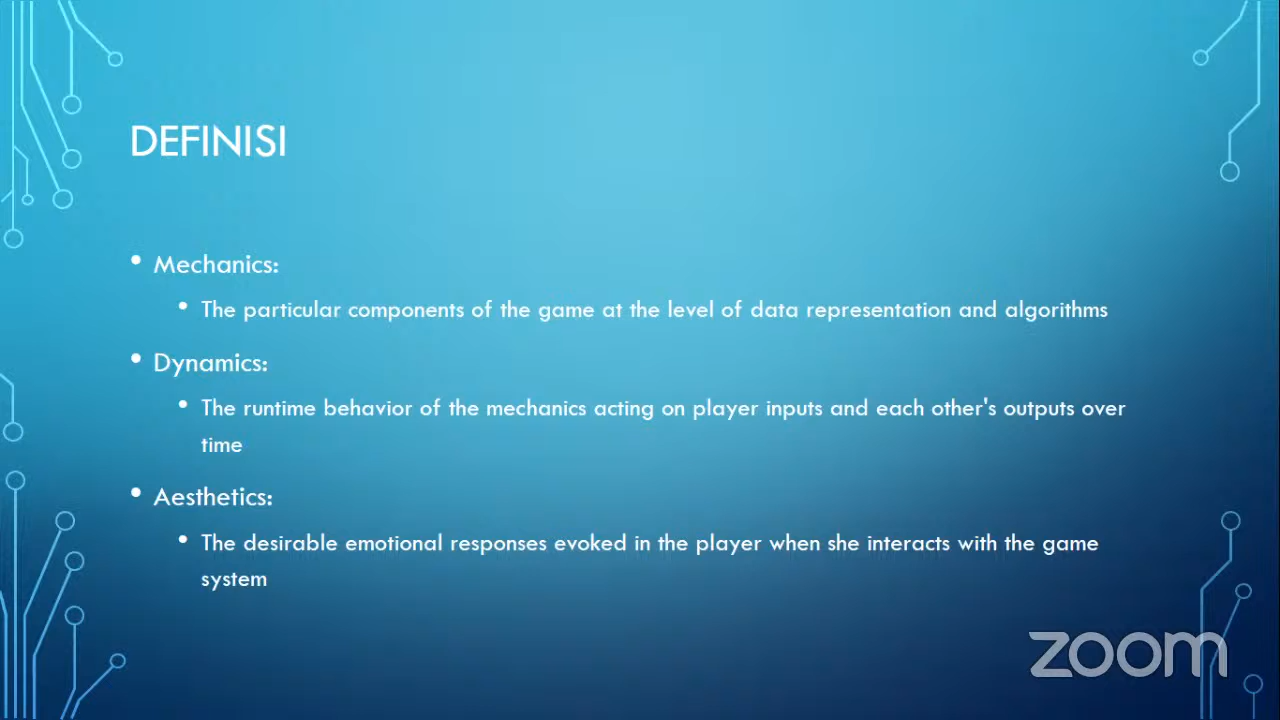 DEFINISI
• Mechanics:
• The particular components of the game at the level of data representation and algorithms
• Dynamics:
• The runtime behavior of the mechanics acting on player inputs and each other's outputs over
time
• Aesthetics:
• The desirable emotional responses evoked in the player when she interacts with the game
system
zoom